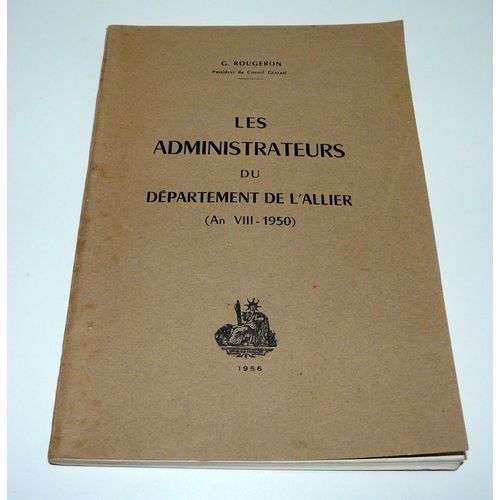 G. ROUGERON
Président du Conseil Général
LES
ADMINISTRATEURS
DU
DÉPARTEMENT DE L'ALLIER
(An VIII - 1950)
1956